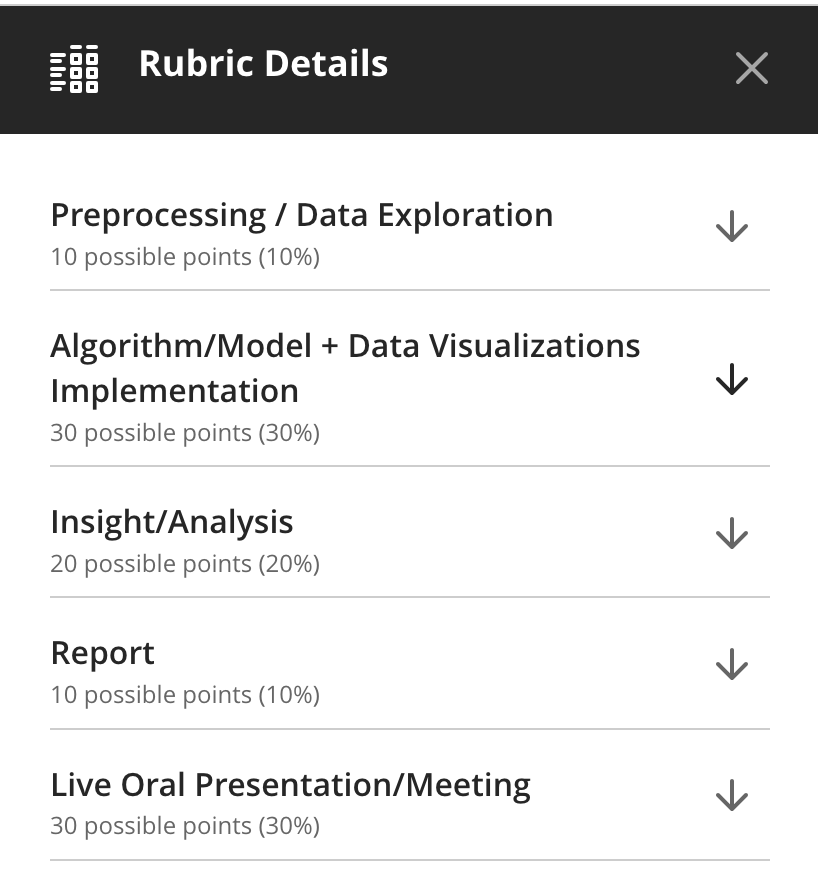 Rubric Details
Preprocessing / Data Exploration
10 possible points (10%)
Algorithm/Model + Data Visualizations
Implementation
30 possible points (30%)
Insight/Analysis
20 possible points (20%)
Report
10 possible points (10%)
Live Oral Presentation/Meeting
30 possible points (30%)